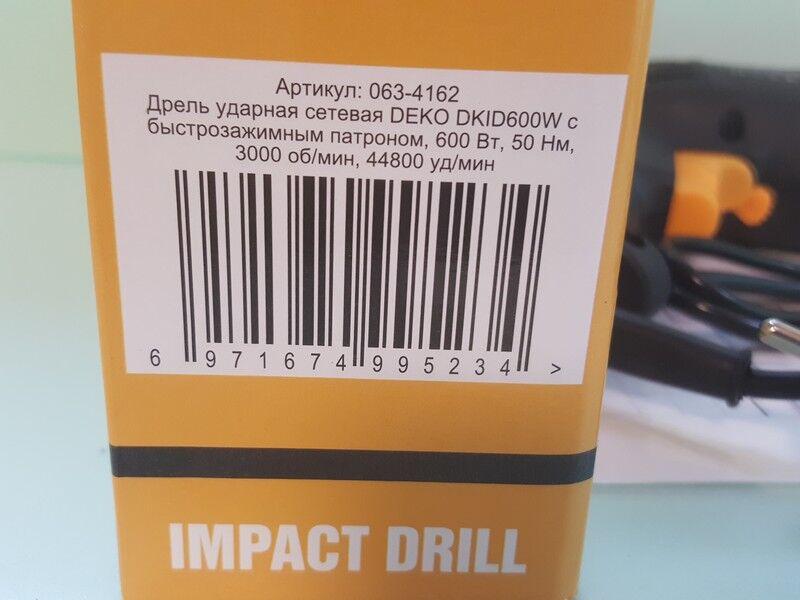 Артикул: 063-4162
Дрель ударная сетевая DEKO DKID600W с
быстрозажимным патроном, 600 Вт, 50 Нм,
3000 об/мин, 44800 уд/мин
6 971674 995234 >
IMPACT DRILL